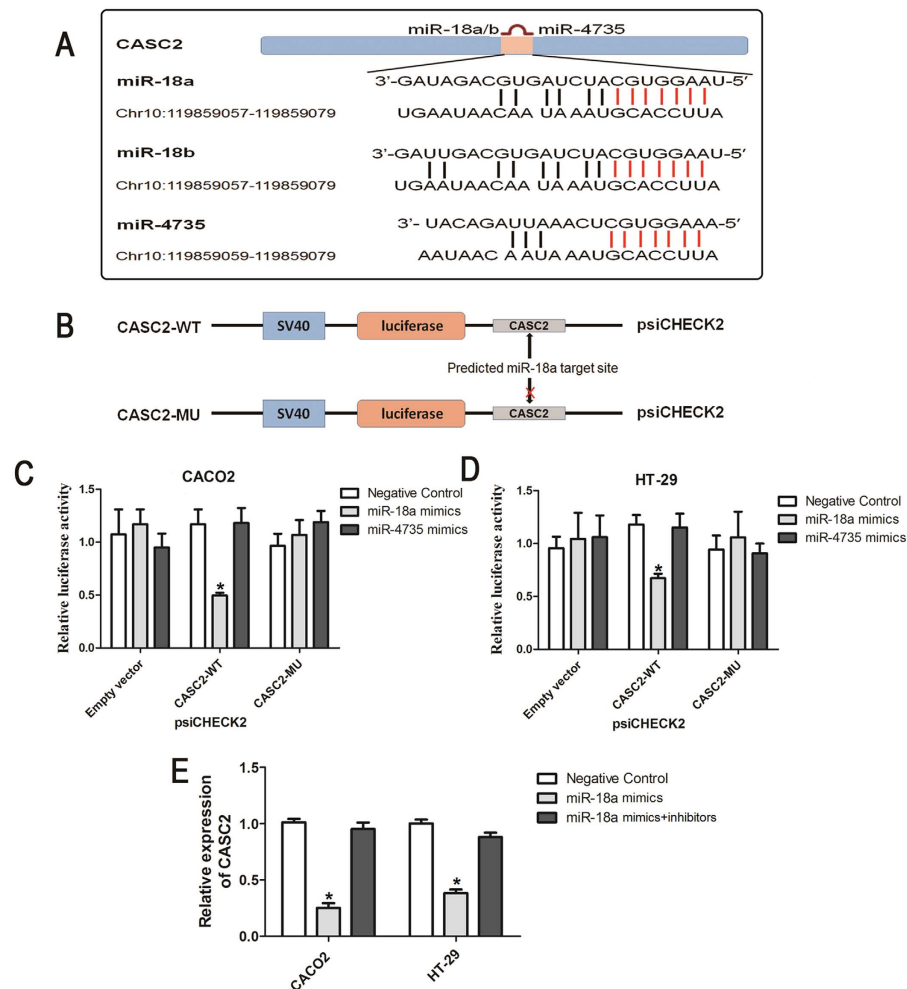 A
miR-18a/b miR-4735
CASC2
miR-18a 3’-GAUAGACGUGAUCUACGUGGAAU-5’
Chr10:119859057-119859079 UGAAUAACAA UAAAUGCACCUUA
miR-18b 3’-GAUUGACGUGAUCUACGUGGAAU-5’
Chr10:119859057-119859079 UGAAUAACAA UAAAUGCACCUUA
miR-4735 3’- UACAGAUUAAACUCGUGGAAA-5’
Chr10:119859059-119859079 AAUAAC AAUAAAUGCACCUUA
B
CASC2-WT SV40 luciferase CASC2 psiCHECK2
Predicted miR-18a target site
CASC2-MU SV40 luciferase CASC2 psiCHECK2
C
CACO2
Relative luciferase activity
1.5
1.0
0.5
0.0
*
Negative Control
miR-18a mimics
miR-4735 mimics
Empty vector
CASC2-WT
CASC2-MU
psiCHECK2
D
HT-29
Relative luciferase activity
1.5
1.0
0.5
0.0
*
Negative Control
miR-18a mimics
miR-4735 mimics
Empty vector
CASC2-WT
CASC2-MU
psiCHECK2
E
Relative expression
of CASC2
1.5
1.0
0.5
0.0
*
*
Negative Control
miR-18a mimics
miR-18a mimics+inhibitors
CACO2
HT-29